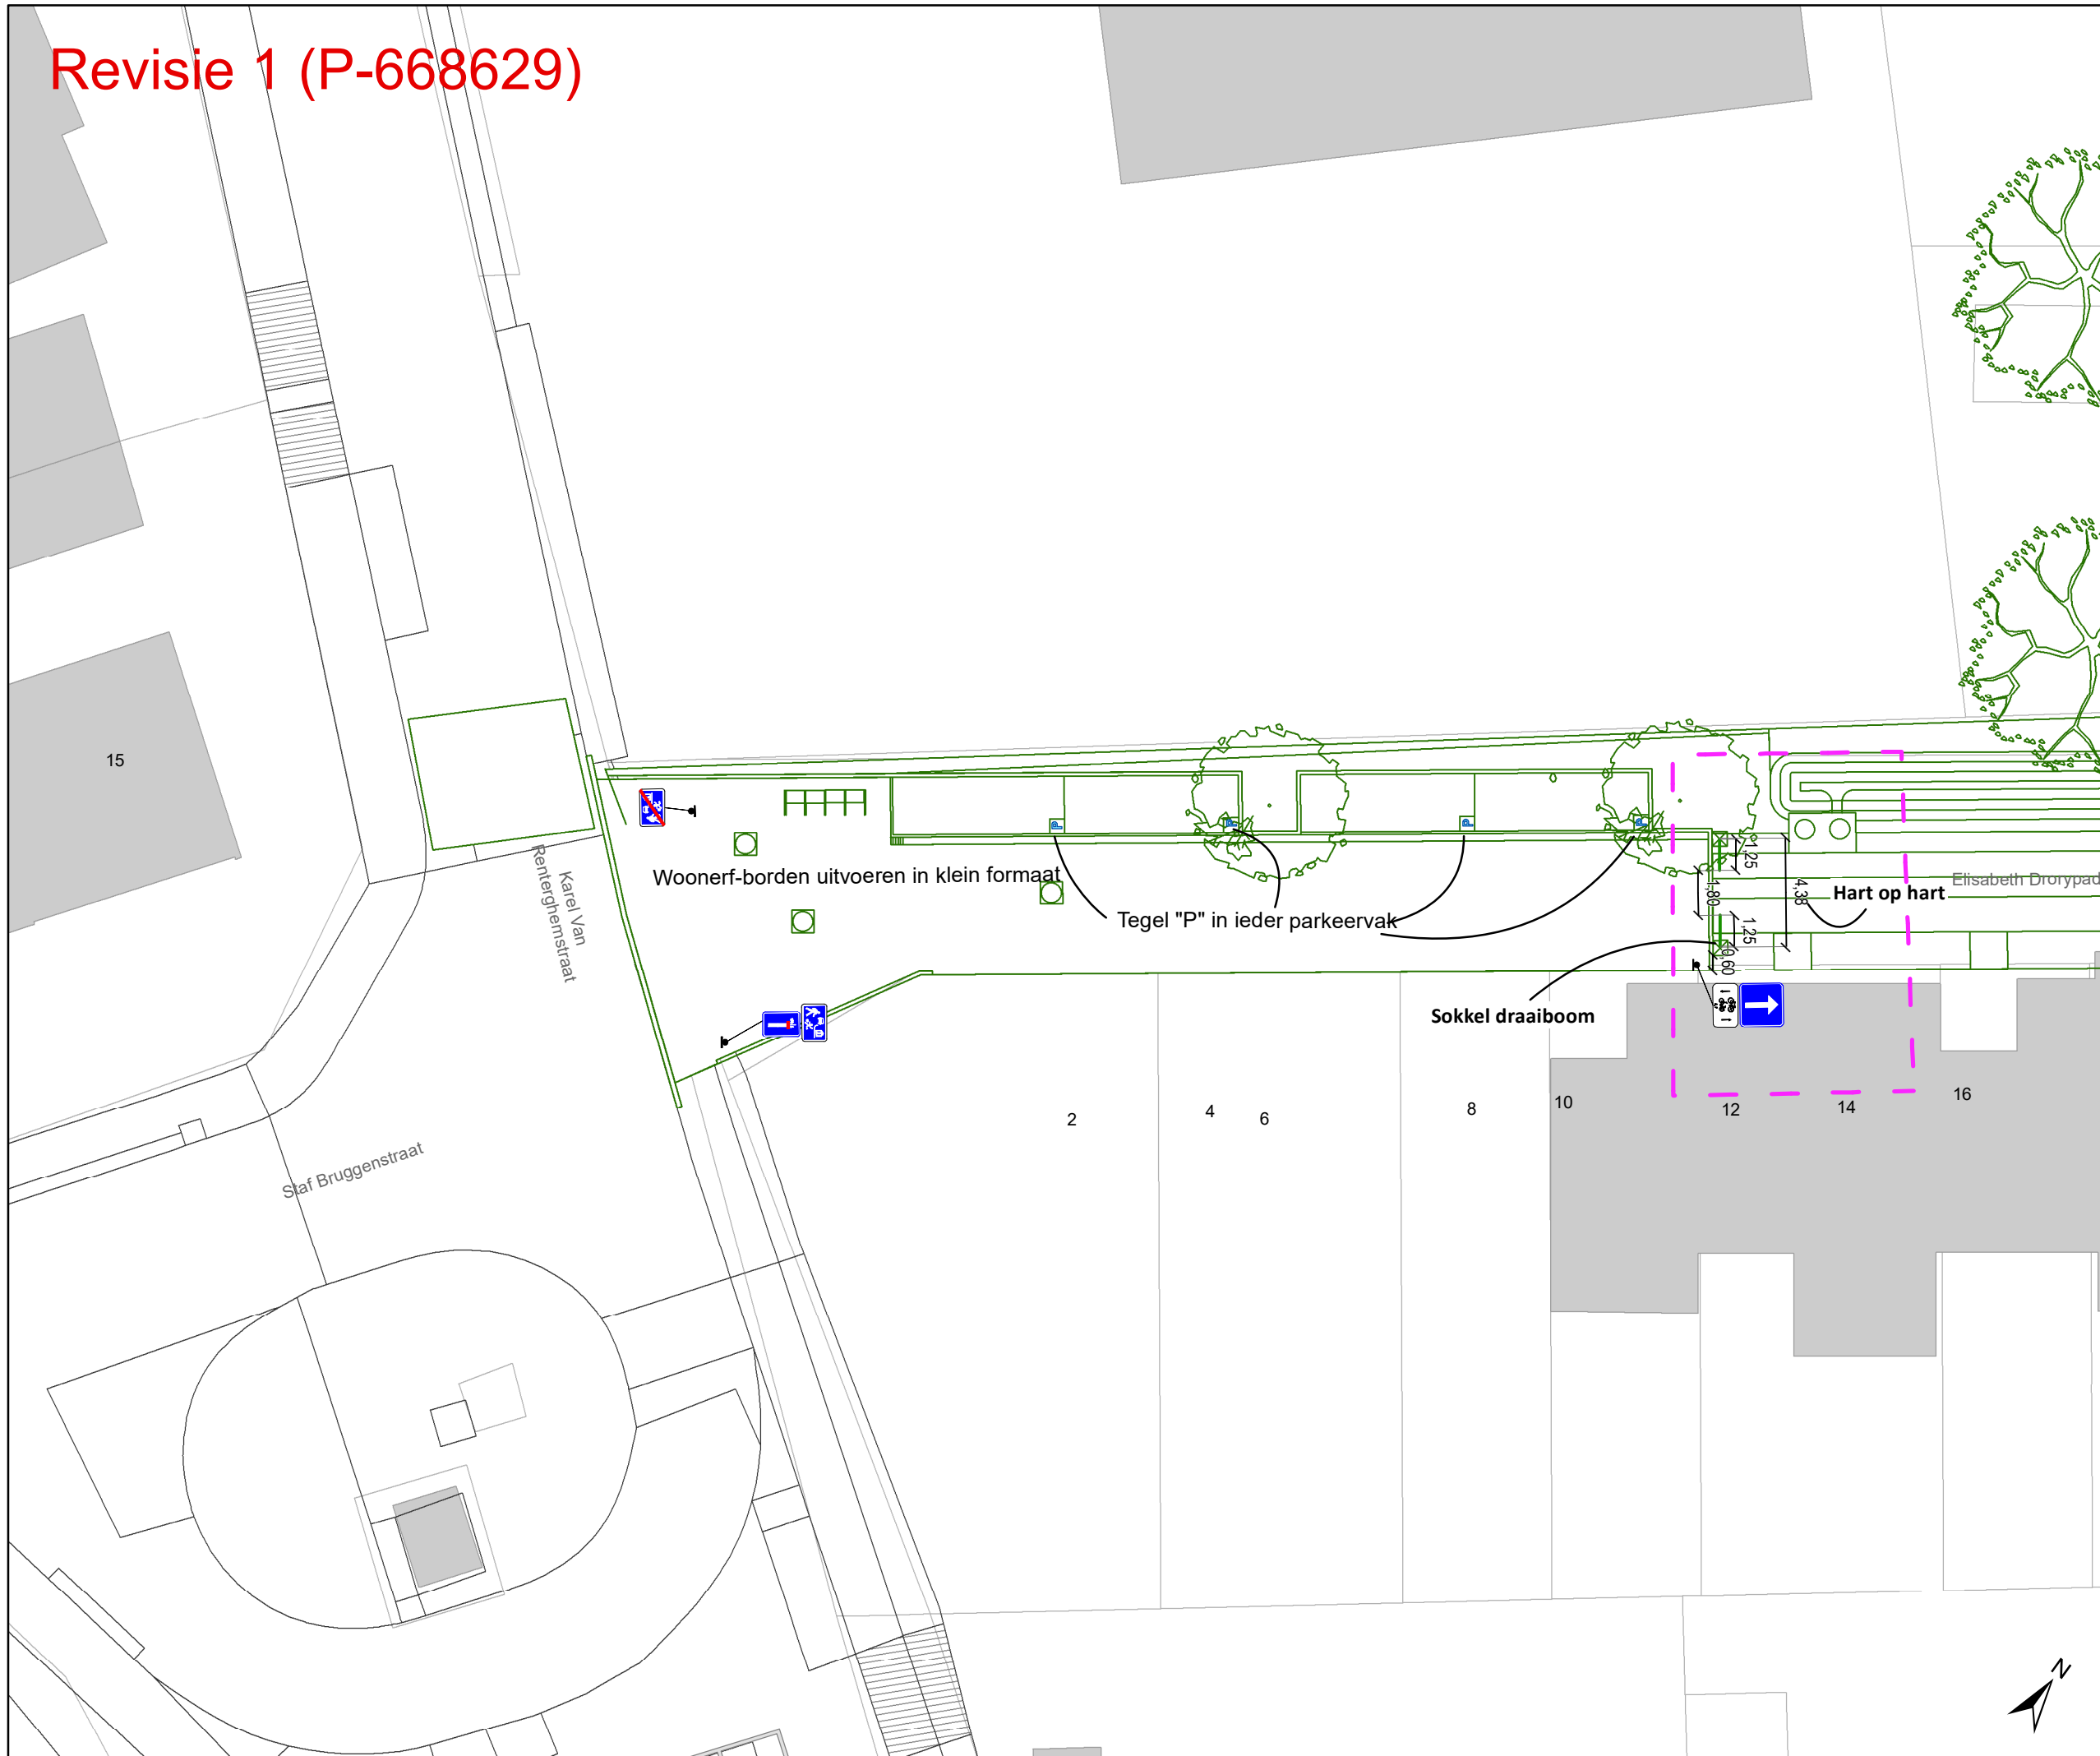 Revisie 1 (P-668629)
15
P
P
P
P
Woonerf-borden uitvoeren in klein formaat
Tegel "P" in ieder parkeervak
Karel Van
Renterghemstraat
1,25
1,80
4,38
1,25
0,60
Hart op hart
Elisabeth Drorypad
Sokkel draaiboom
2
4
6
8
10
12
14
16
Staf Bruggenstraat
N